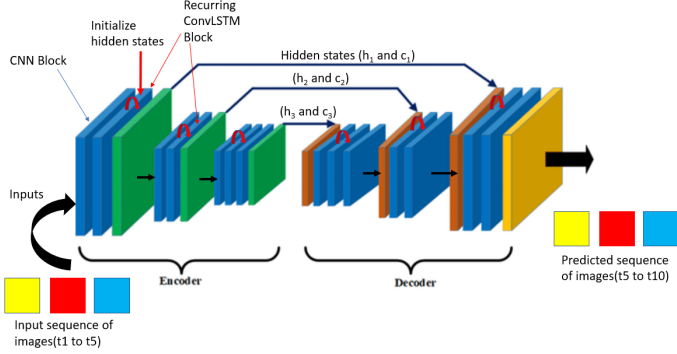 Recurring
ConvLSTM
Block
Initialize
hidden states
CNN Block
Hidden states (h1 and c1)
(h2 and c2)
(h3 and c3)
Inputs
Encoder
Decoder
Input sequence of
images(t1 to t5)
Predicted sequence
of images(t5 to t10)